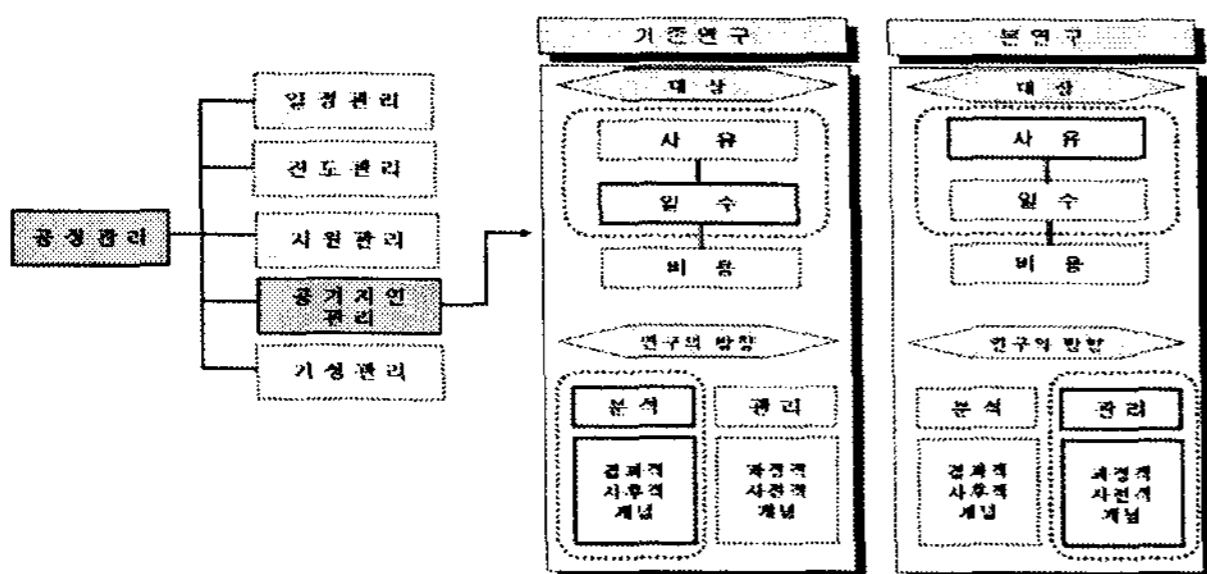 공정관리
일정관리
진도관리
자원관리
공기지연
관리
기성관리
기존연구
대상
사유
일수
비용
연구의 방향
분석
관리
결과적
사후적
개념
과정적
사전적
개념
본연구
대상
사유
일수
비용
연구의 방향
분석
관리
결과적
사후적
개념
과정적
사전적
개념